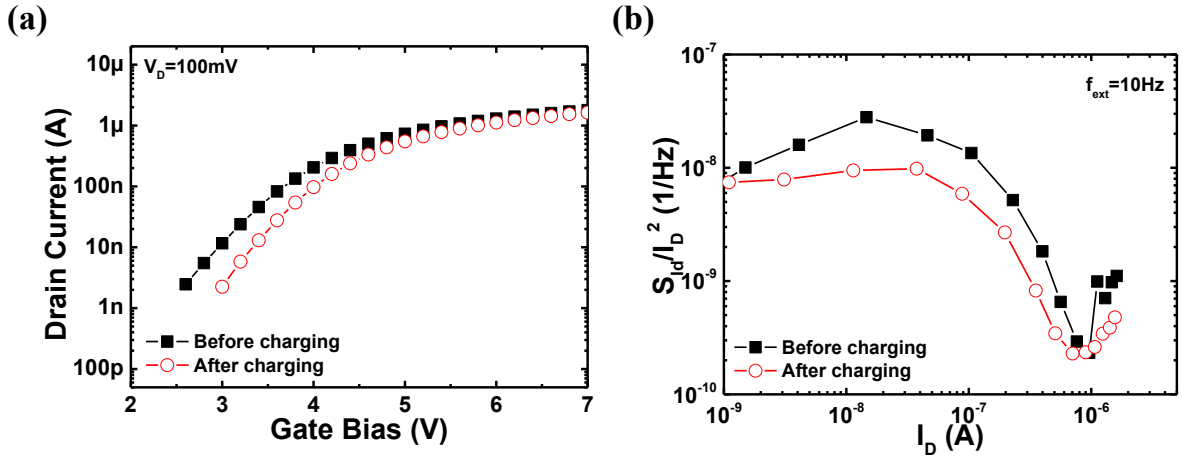 (a)
V_D=100mV
10µ
1µ
100n
10n
1n
100p
Drain Current (A)
Before charging
After charging
2 3 4 5 6 7
Gate Bias (V)
(b)
f_ext=10Hz
10^-7
10^-8
10^-9
10^-10
S_Id/I_D^2 (1/Hz)
Before charging
After charging
10^-9 10^-8 10^-7 10^-6
I_D (A)